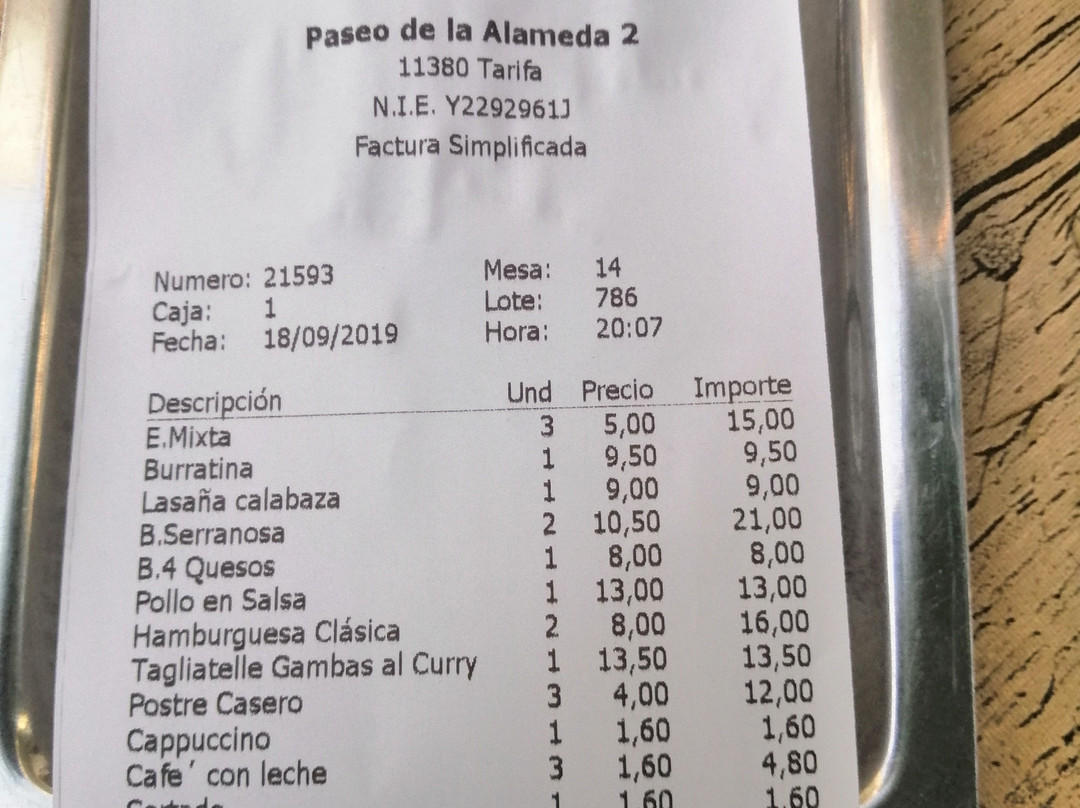 Paseo de la Alameda 2
11380 Tarifa
N.I.E. Y2292961J
Factura Simplificada
Numero: 21593 Mesa: 14
Caja: 1 Lote: 786
Fecha: 18/09/2019 Hora: 20:07
Descripción Und Precio Importe
E.Mixta 3 5,00 15,00
Burratina 1 9,50 9,50
Lasaña calabaza 1 9,00 9,00
B.Serranosa 2 10,50 21,00
B.4 Quesos 1 8,00 8,00
Pollo en Salsa 1 13,00 13,00
Hamburguesa Clásica 2 8,00 16,00
Tagliatelle Gambas al Curry 1 13,50 13,50
Postre Casero 3 4,00 12,00
Cappuccino 1 1,60 1,60
Cafe´ con leche 3 1,60 4,80
1 1,60 1,60